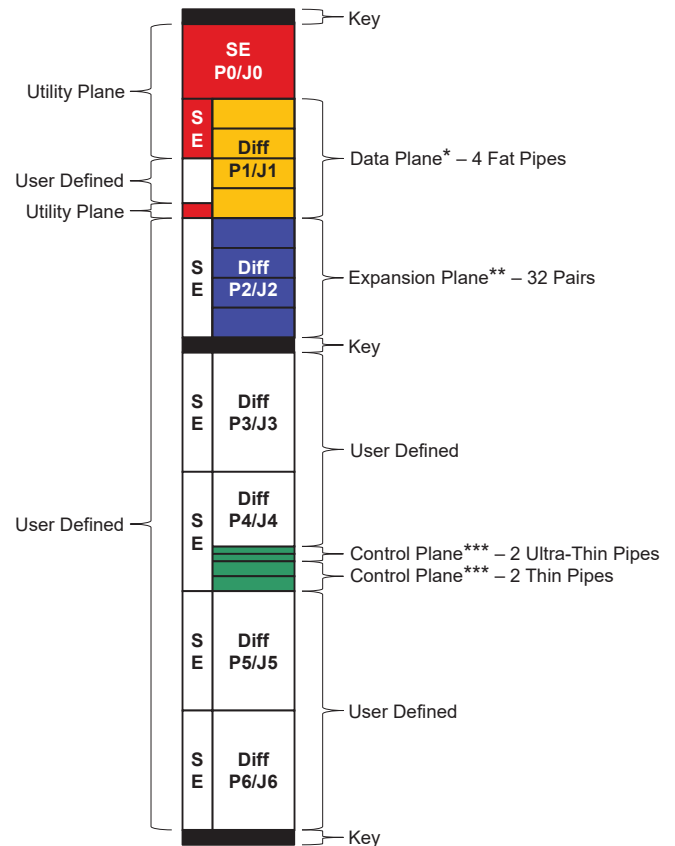 Key
SE
P0/J0
Utility Plane
S
E
Diff
P1/J1
Data Plane* – 4 Fat Pipes
User Defined
Utility Plane
S
E
Diff
P2/J2
Expansion Plane** – 32 Pairs
Key
S
E
Diff
P3/J3
User Defined
User Defined
S
E
Diff
P4/J4
Control Plane*** – 2 Ultra-Thin Pipes
Control Plane*** – 2 Thin Pipes
S
E
Diff
P5/J5
User Defined
S
E
Diff
P6/J6
Key